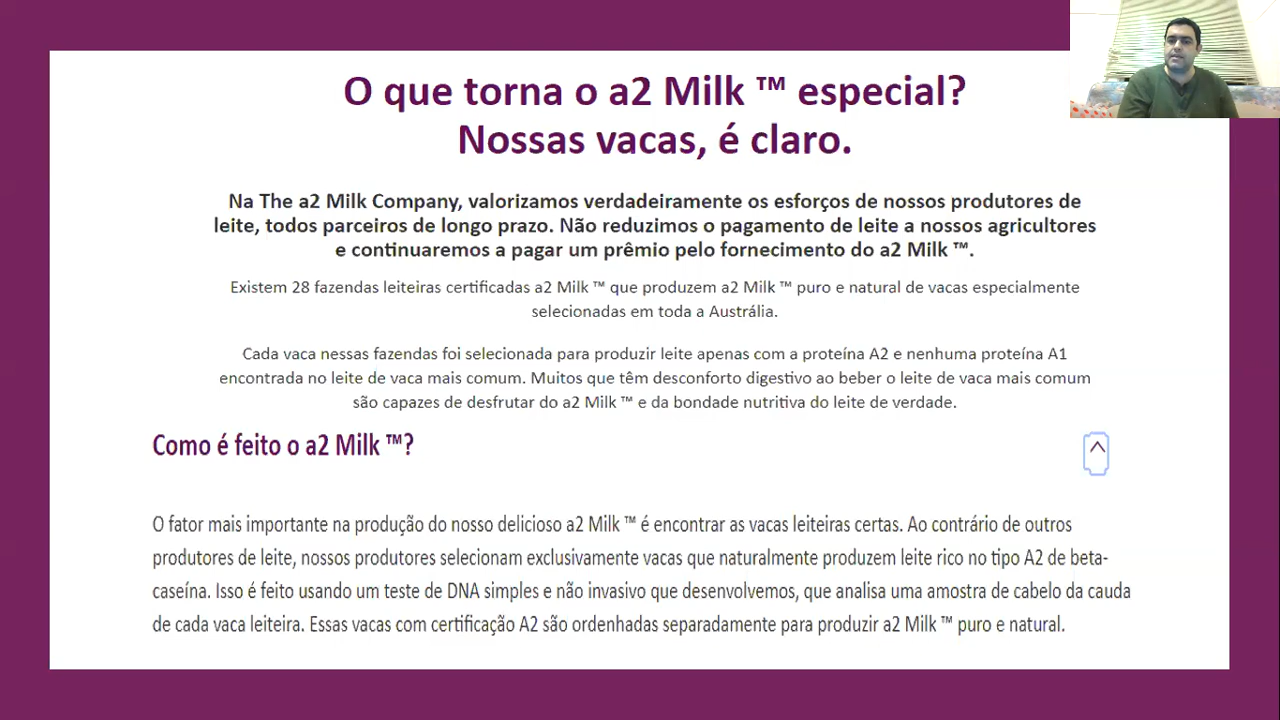 O que torna o a2 Milk ™ especial?
Nossas vacas, é claro.
Na The a2 Milk Company, valorizamos verdadeiramente os esforços de nossos produtores de
leite, todos parceiros de longo prazo. Não reduzimos o pagamento de leite a nossos agricultores
e continuaremos a pagar um prêmio pelo fornecimento do a2 Milk ™.
Existem 28 fazendas leiteiras certificadas a2 Milk ™ que produzem a2 Milk ™ puro e natural de vacas especialmente
selecionadas em toda a Austrália.
Cada vaca nessas fazendas foi selecionada para produzir leite apenas com a proteína A2 e nenhuma proteína A1
encontrada no leite de vaca mais comum. Muitos que têm desconforto digestivo ao beber o leite de vaca mais comum
são capazes de desfrutar do a2 Milk ™ e da bondade nutritiva do leite de verdade.
Como é feito o a2 Milk ™?
O fator mais importante na produção do nosso delicioso a2 Milk ™ é encontrar as vacas leiteiras certas. Ao contrário de outros
produtores de leite, nossos produtores selecionam exclusivamente vacas que naturalmente produzem leite rico no tipo A2 de beta-
caseína. Isso é feito usando um teste de DNA simples e não invasivo que desenvolvemos, que analisa uma amostra de cabelo da cauda
de cada vaca leiteira. Essas vacas com certificação A2 são ordenhadas separadamente para produzir a2 Milk ™ puro e natural.